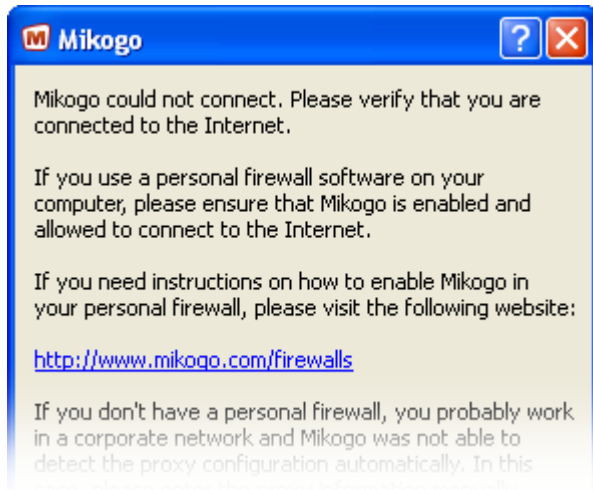 Mikogo
Mikogo could not connect. Please verify that you are
connected to the Internet.
If you use a personal firewall software on your
computer, please ensure that Mikogo is enabled and
allowed to connect to the Internet.
If you need instructions on how to enable Mikogo in
your personal firewall, please visit the following website:
http://www.mikogo.com/firewalls
If you don't have a personal firewall, you probably work
in a corporate network and Mikogo was not able to
detect the proxy configuration automatically. In this